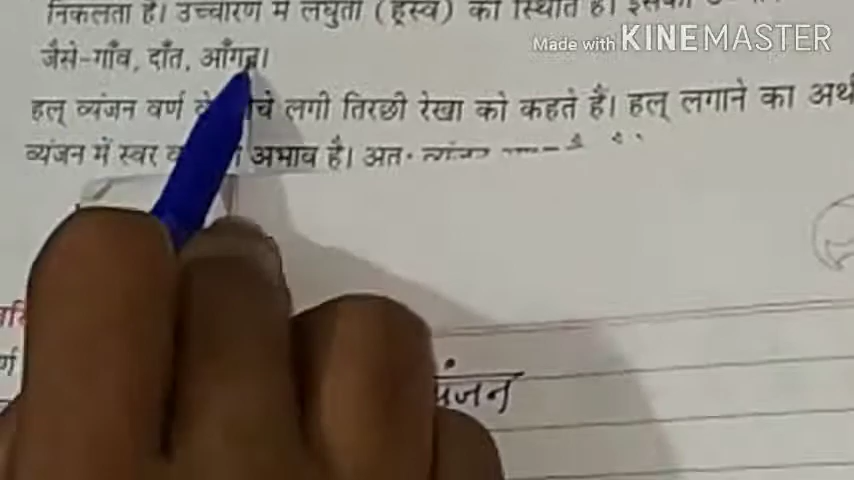 निकलता है। उच्चारण में लघुता (ह्रस्व) की स्थिति है।
Made with KINEMASTER
जैसे-गाँव, दाँत, आँगन।
हल् व्यंजन वर्ण के नीचे लगी तिरछी रेखा को कहते हैं। हल् लगाने का अर्थ
व्यंजन में स्वर अभाव है। अतः